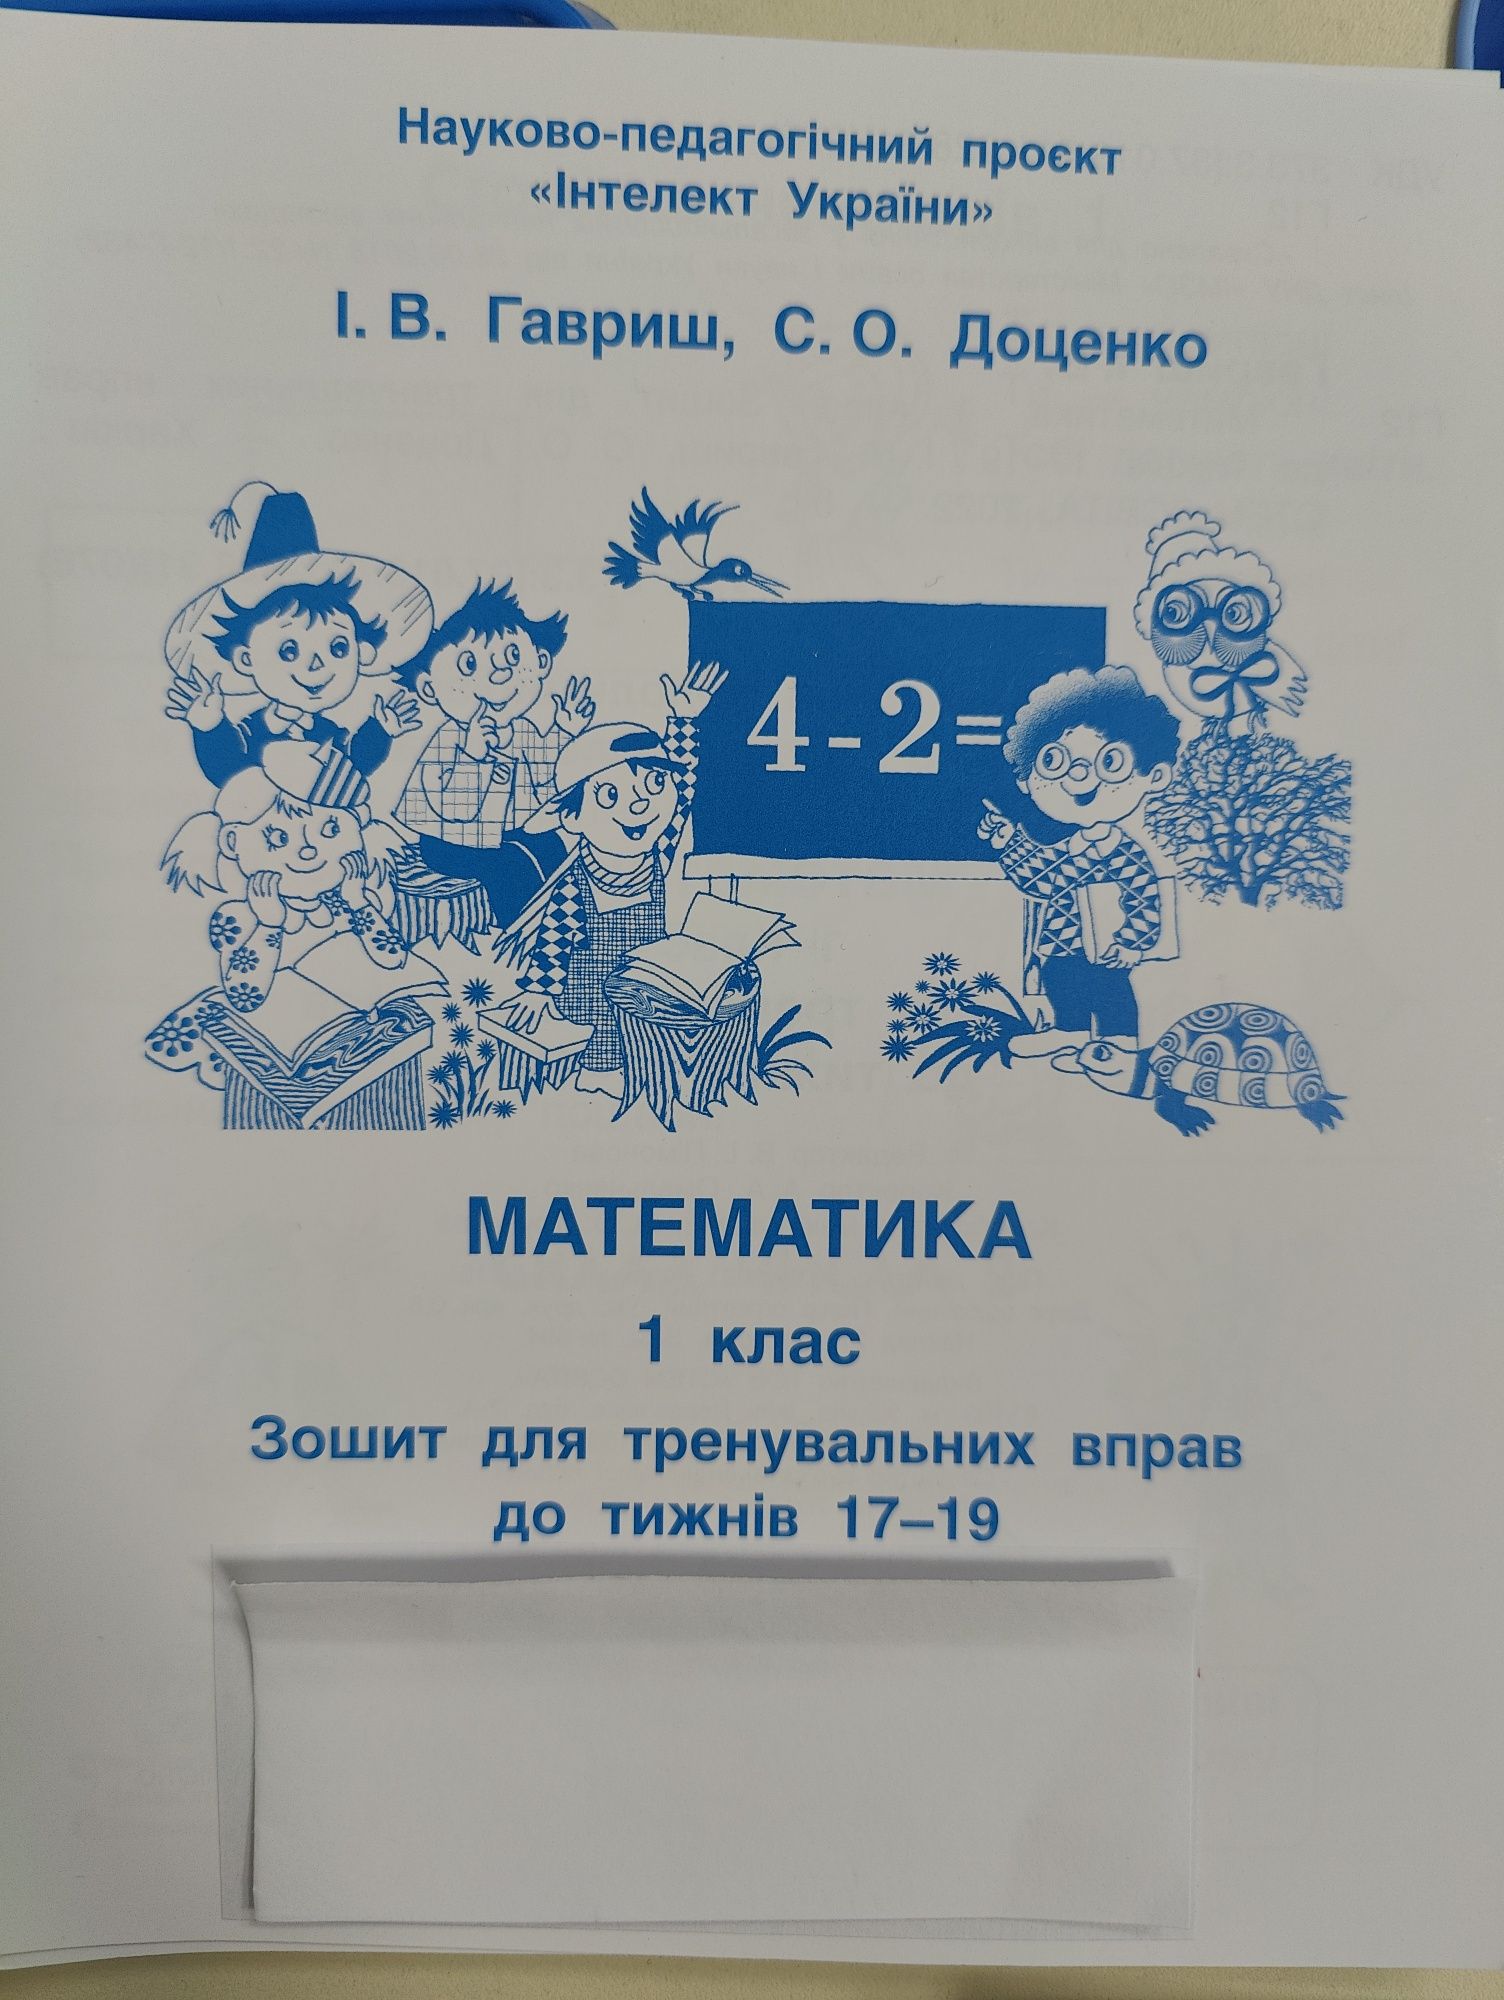 Науково-педагогічний проєкт
«Інтелект України»
І. В. Гавриш, С. О. Доценко
4-2=
МАТЕМАТИКА
1 клас
Зошит для тренувальних вправ
до тижнів 17–19